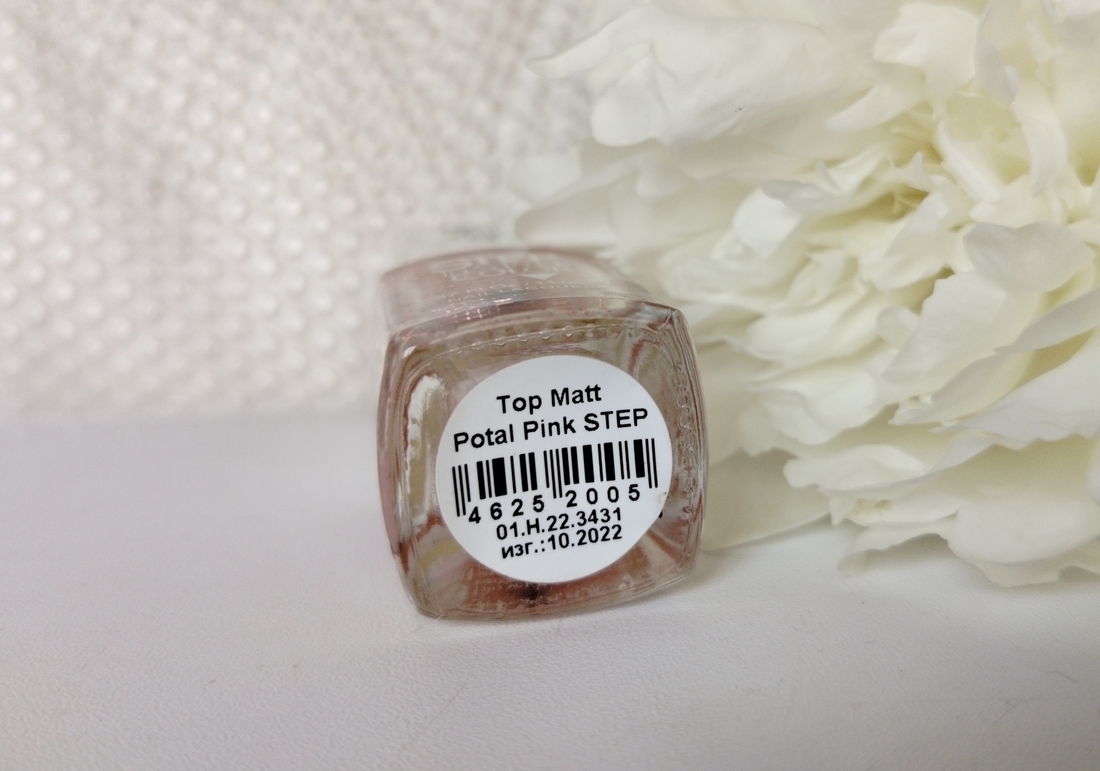 Top Matt
Potal Pink STEP
4625 2005
01.H.22.3431
изг.:10.2022